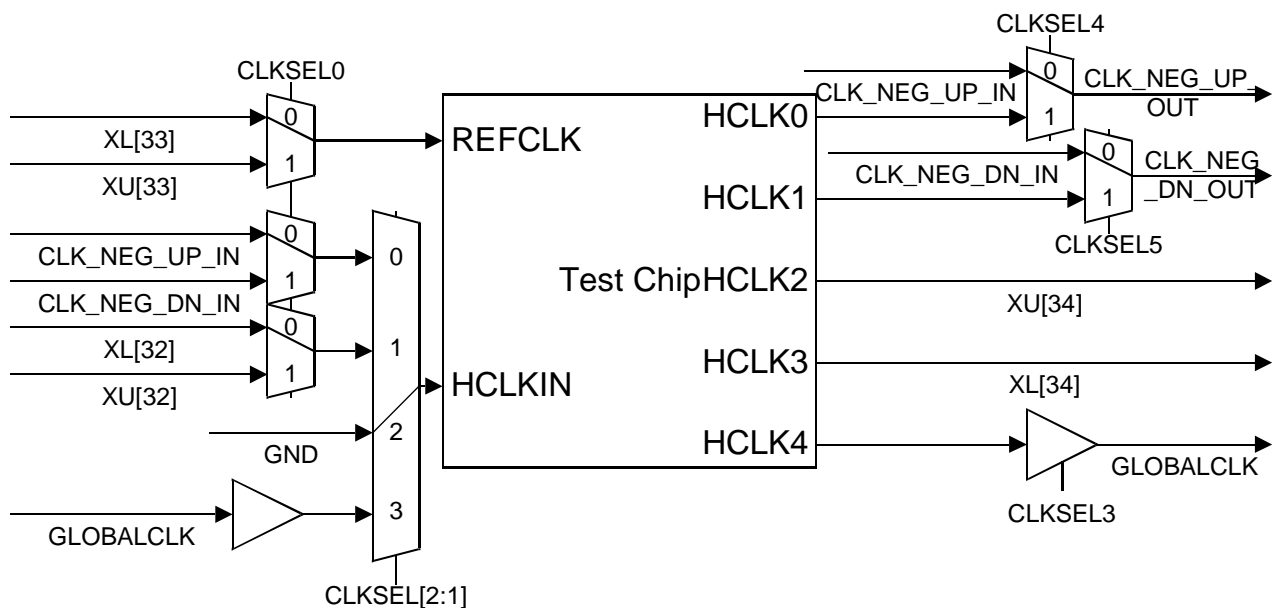 CLKSEL4
CLKSEL0
0
CLK_NEG_UP_
OUT
CLK_NEG_UP_IN
1
HCLK0
0
XL[33]
1
XU[33]
REFCLK
0
CLK_NEG
_DN_OUT
CLK_NEG_DN_IN
1
HCLK1
CLKSEL5
0
CLK_NEG_UP_IN
1
CLK_NEG_DN_IN
0
XL[32]
1
XU[32]
0
1
2
3
Test Chip
HCLK2
XU[34]
HCLKIN
HCLK3
XL[34]
GND
HCLK4
GLOBALCLK
CLKSEL3
GLOBALCLK
CLKSEL[2:1]